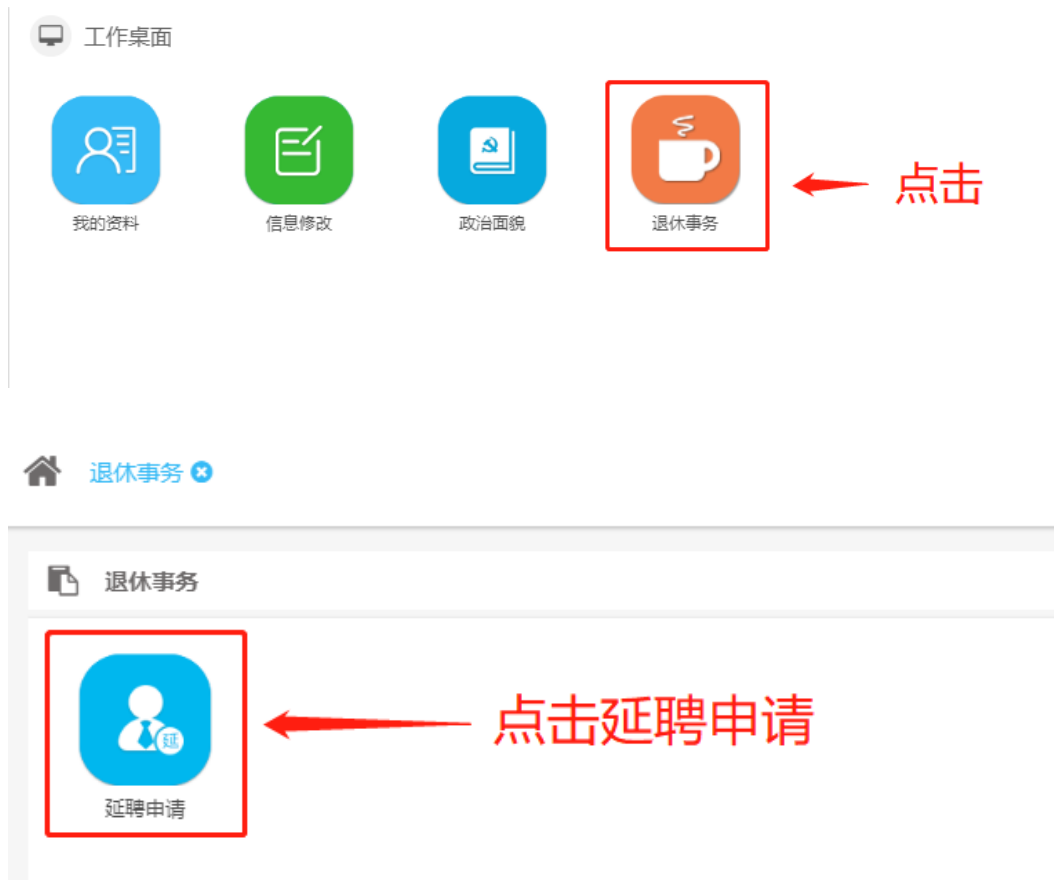 工作桌面
我的资料
信息修改
政治面貌
退休事务
点击
退休事务
退休事务
延
点击延聘申请
延聘申请